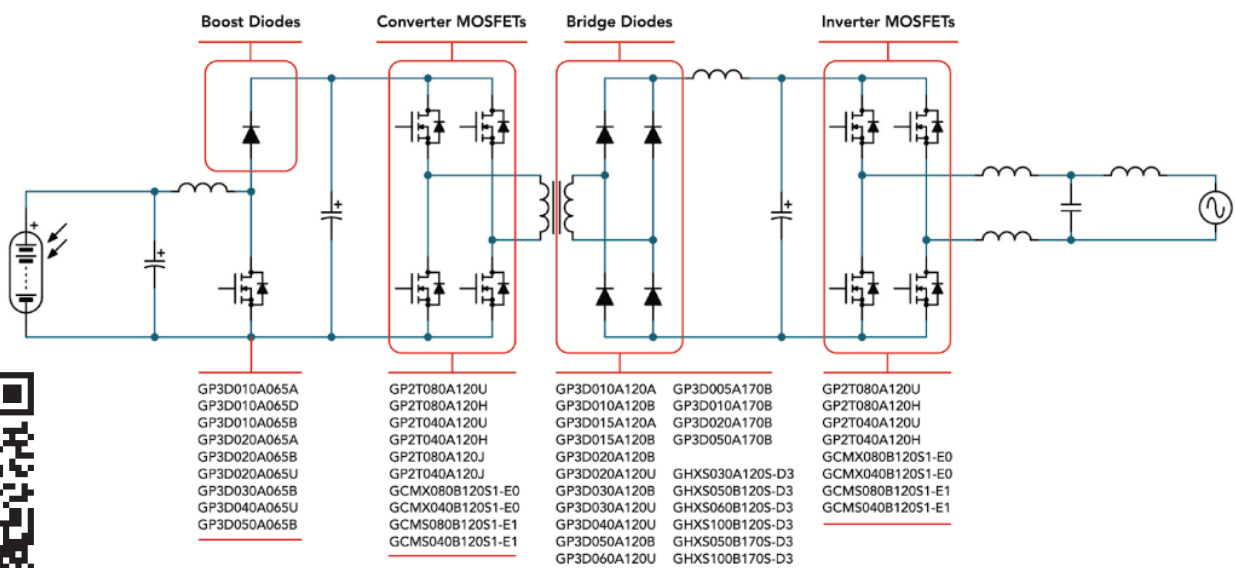 Boost Diodes
Converter MOSFETs
Bridge Diodes
Inverter MOSFETs
+
+
+
+
GP3D010A065A
GP3D010A065D
GP3D010A065B
GP3D020A065A
GP3D020A065B
GP3D020A065U
GP3D030A065B
GP3D040A065U
GP3D050A065B
GP2T080A120U
GP2T080A120H
GP2T040A120U
GP2T040A120H
GP2T080A120J
GP2T040A120J
GCMX080B120S1-E0
GCMX040B120S1-E0
GCMS080B120S1-E1
GCMS040B120S1-E1
GP3D010A120A
GP3D010A120B
GP3D015A120A
GP3D015A120B
GP3D020A120B
GP3D020A120U
GP3D030A120B
GP3D030A120U
GP3D040A120U
GP3D050A120B
GP3D060A120U
GP3D005A170B
GP3D010A170B
GP3D020A170B
GP3D050A170B
GHXS030A120S-D3
GHXS050B120S-D3
GHXS060B120S-D3
GHXS100B120S-D3
GHXS050B170S-D3
GHXS100B170S-D3
GP2T080A120U
GP2T080A120H
GP2T040A120U
GP2T040A120H
GCMX080B120S1-E0
GCMX040B120S1-E0
GCMS080B120S1-E1
GCMS040B120S1-E1